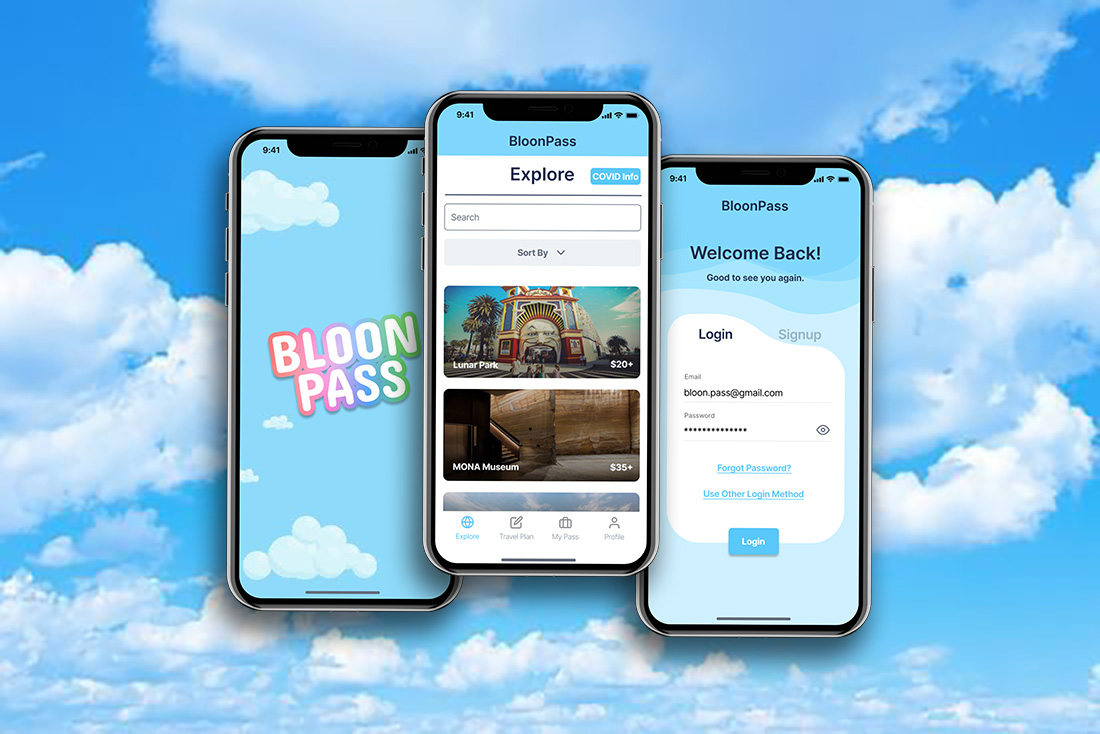 9:41
BLOON
PASS
9:41
BloonPass
Explore
COVID Info
Search
Sort By
Lunar Park
$20+
MONA Museum
$35+
Explore
Travel Plan
My Pass
Profile
9:41
BloonPass
Welcome Back!
Good to see you again.
Login
Signup
Email
bloon.pass@gmail.com
Password
••••••••••••••
Forgot Password?
Use Other Login Method
Login